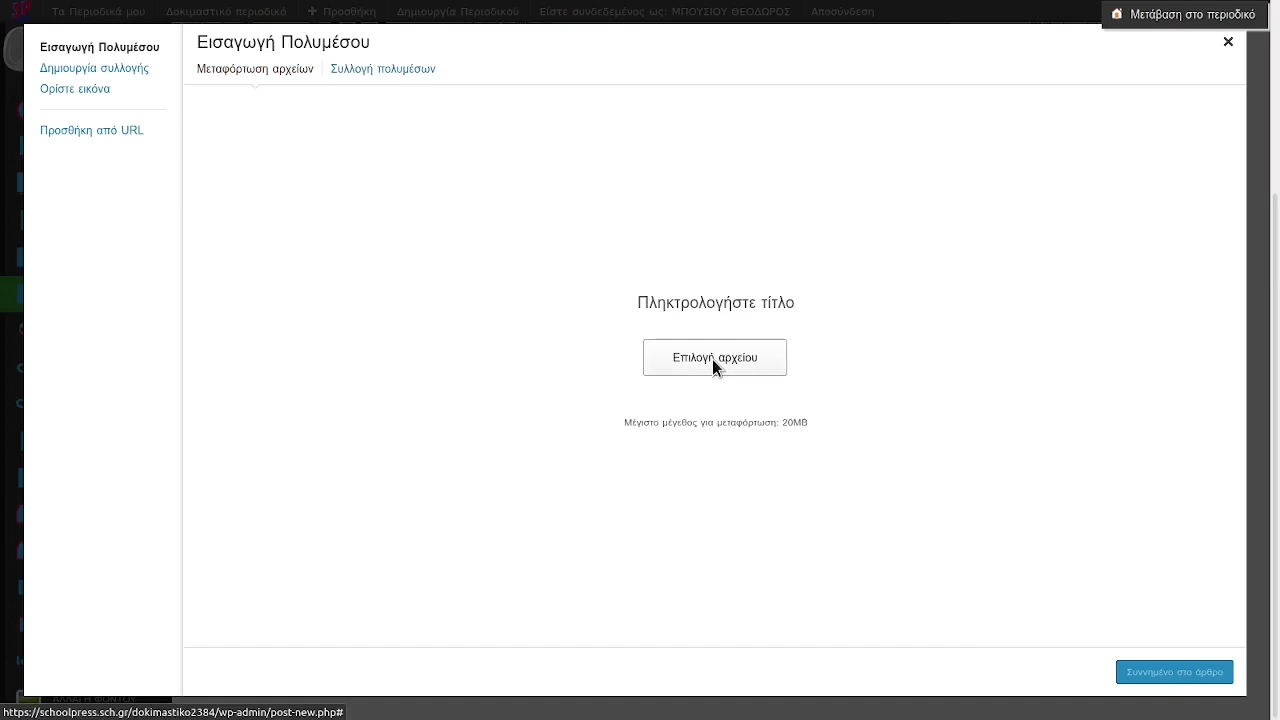 Τα Περιοδικά μου Δοκιμαστικό περιοδικό + Προσθήκη Δημιουργία Περιοδικού Είστε συνδεδεμένος ως: ΜΠΟΥΣΙΟΥ ΘΕΟΔΩΡΟΣ Αποσύνδεση
Μετάβαση στο περιοδικό
Εισαγωγή Πολυμέσου
Δημιουργία συλλογής
Ορίστε εικόνα
Προσθήκη από URL
Εισαγωγή Πολυμέσου
Μεταφόρτωση αρχείων Συλλογή πολυμέσων
Πληκτρολογήστε τίτλο
Επιλογή αρχείου
Μέγιστο μέγεθος για μεταφόρτωση: 20MB
Συννημένο στο άρθρο
https://schoolpress.sch.gr/dokimastiko2384/wp-admin/post-new.php#